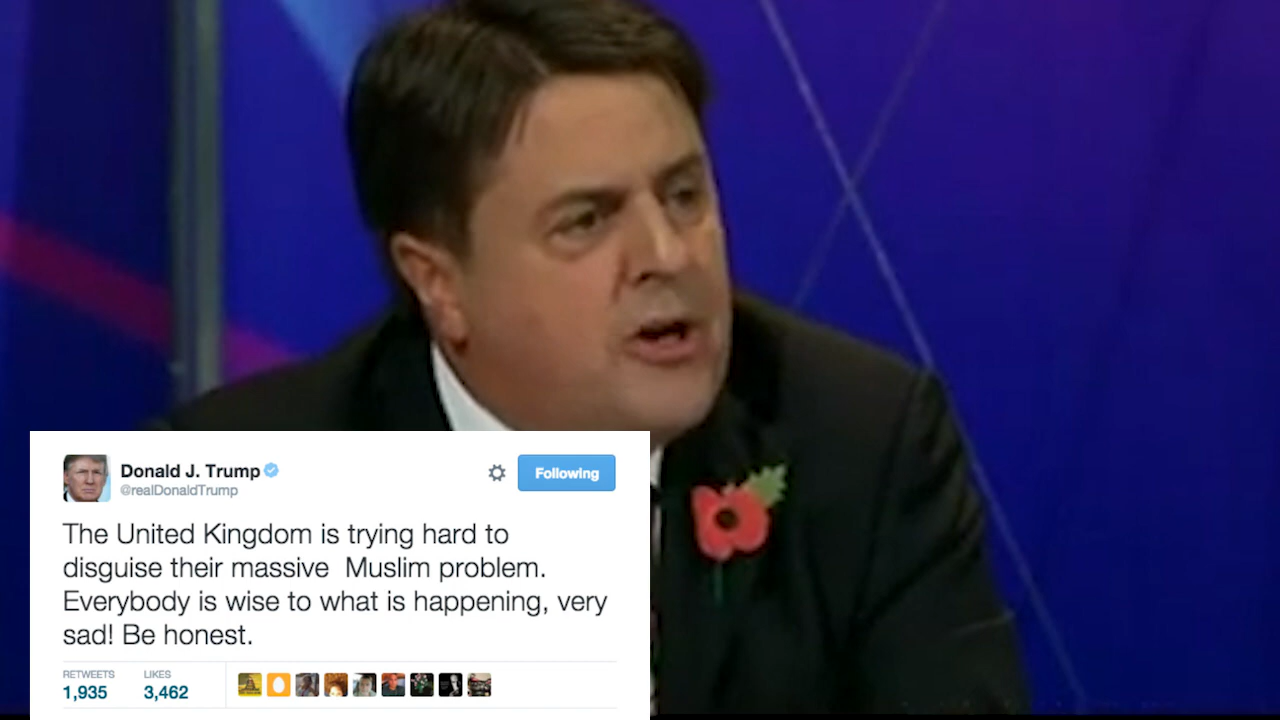 Donald J. Trump
@realDonaldTrump
Following
The United Kingdom is trying hard to
disguise their massive  Muslim problem.
Everybody is wise to what is happening, very
sad! Be honest.
RETWEETS LIKES
1,935 3,462